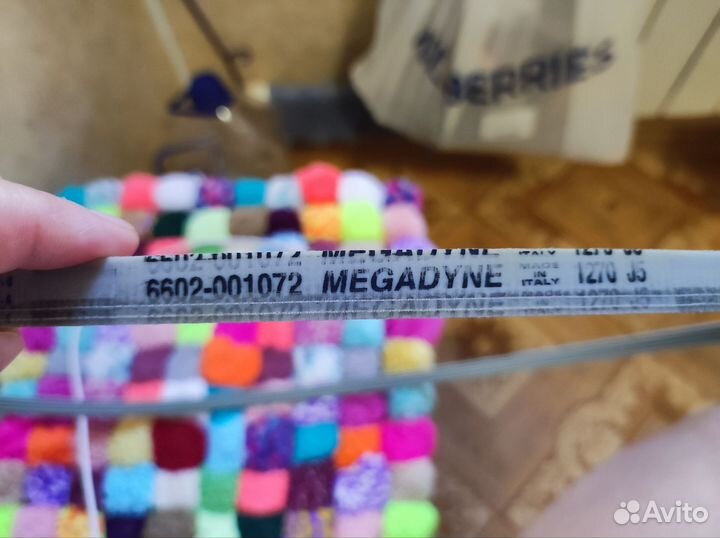 BERRIES
6602-001072 MEGADYNE MADE IN ITALY 1270 J5
Avito